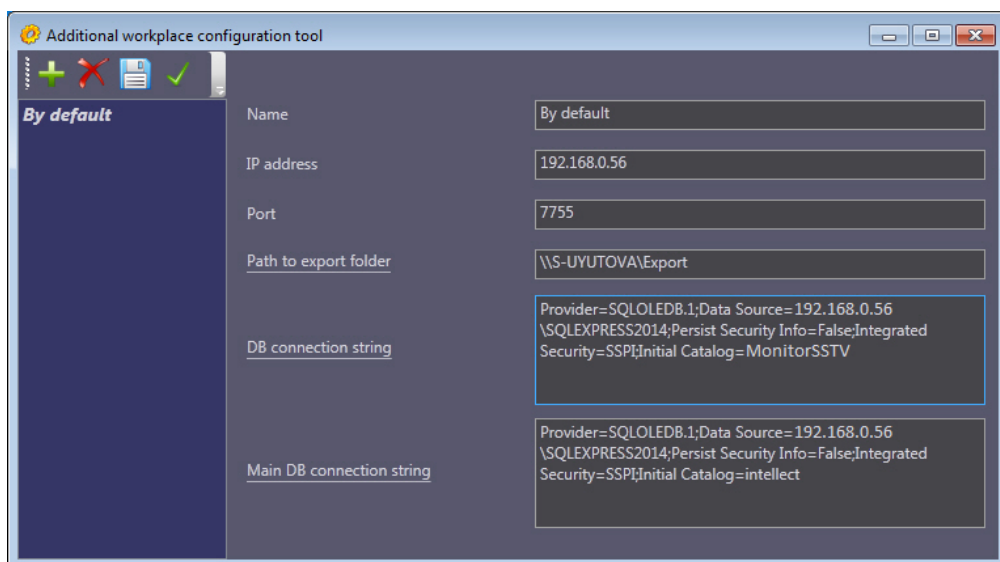 Additional workplace configuration tool
By default
Name
By default
IP address
192.168.0.56
Port
7755
Path to export folder
\\S-UYUTOVA\Export
DB connection string
Provider=SQLOLEDB.1;Data Source=192.168.0.56
\SQLEXPRESS2014;Persist Security Info=False;Integrated
Security=SSPI;Initial Catalog=MonitorSSTV
Main DB connection string
Provider=SQLOLEDB.1;Data Source=192.168.0.56
\SQLEXPRESS2014;Persist Security Info=False;Integrated
Security=SSPI;Initial Catalog=intellect